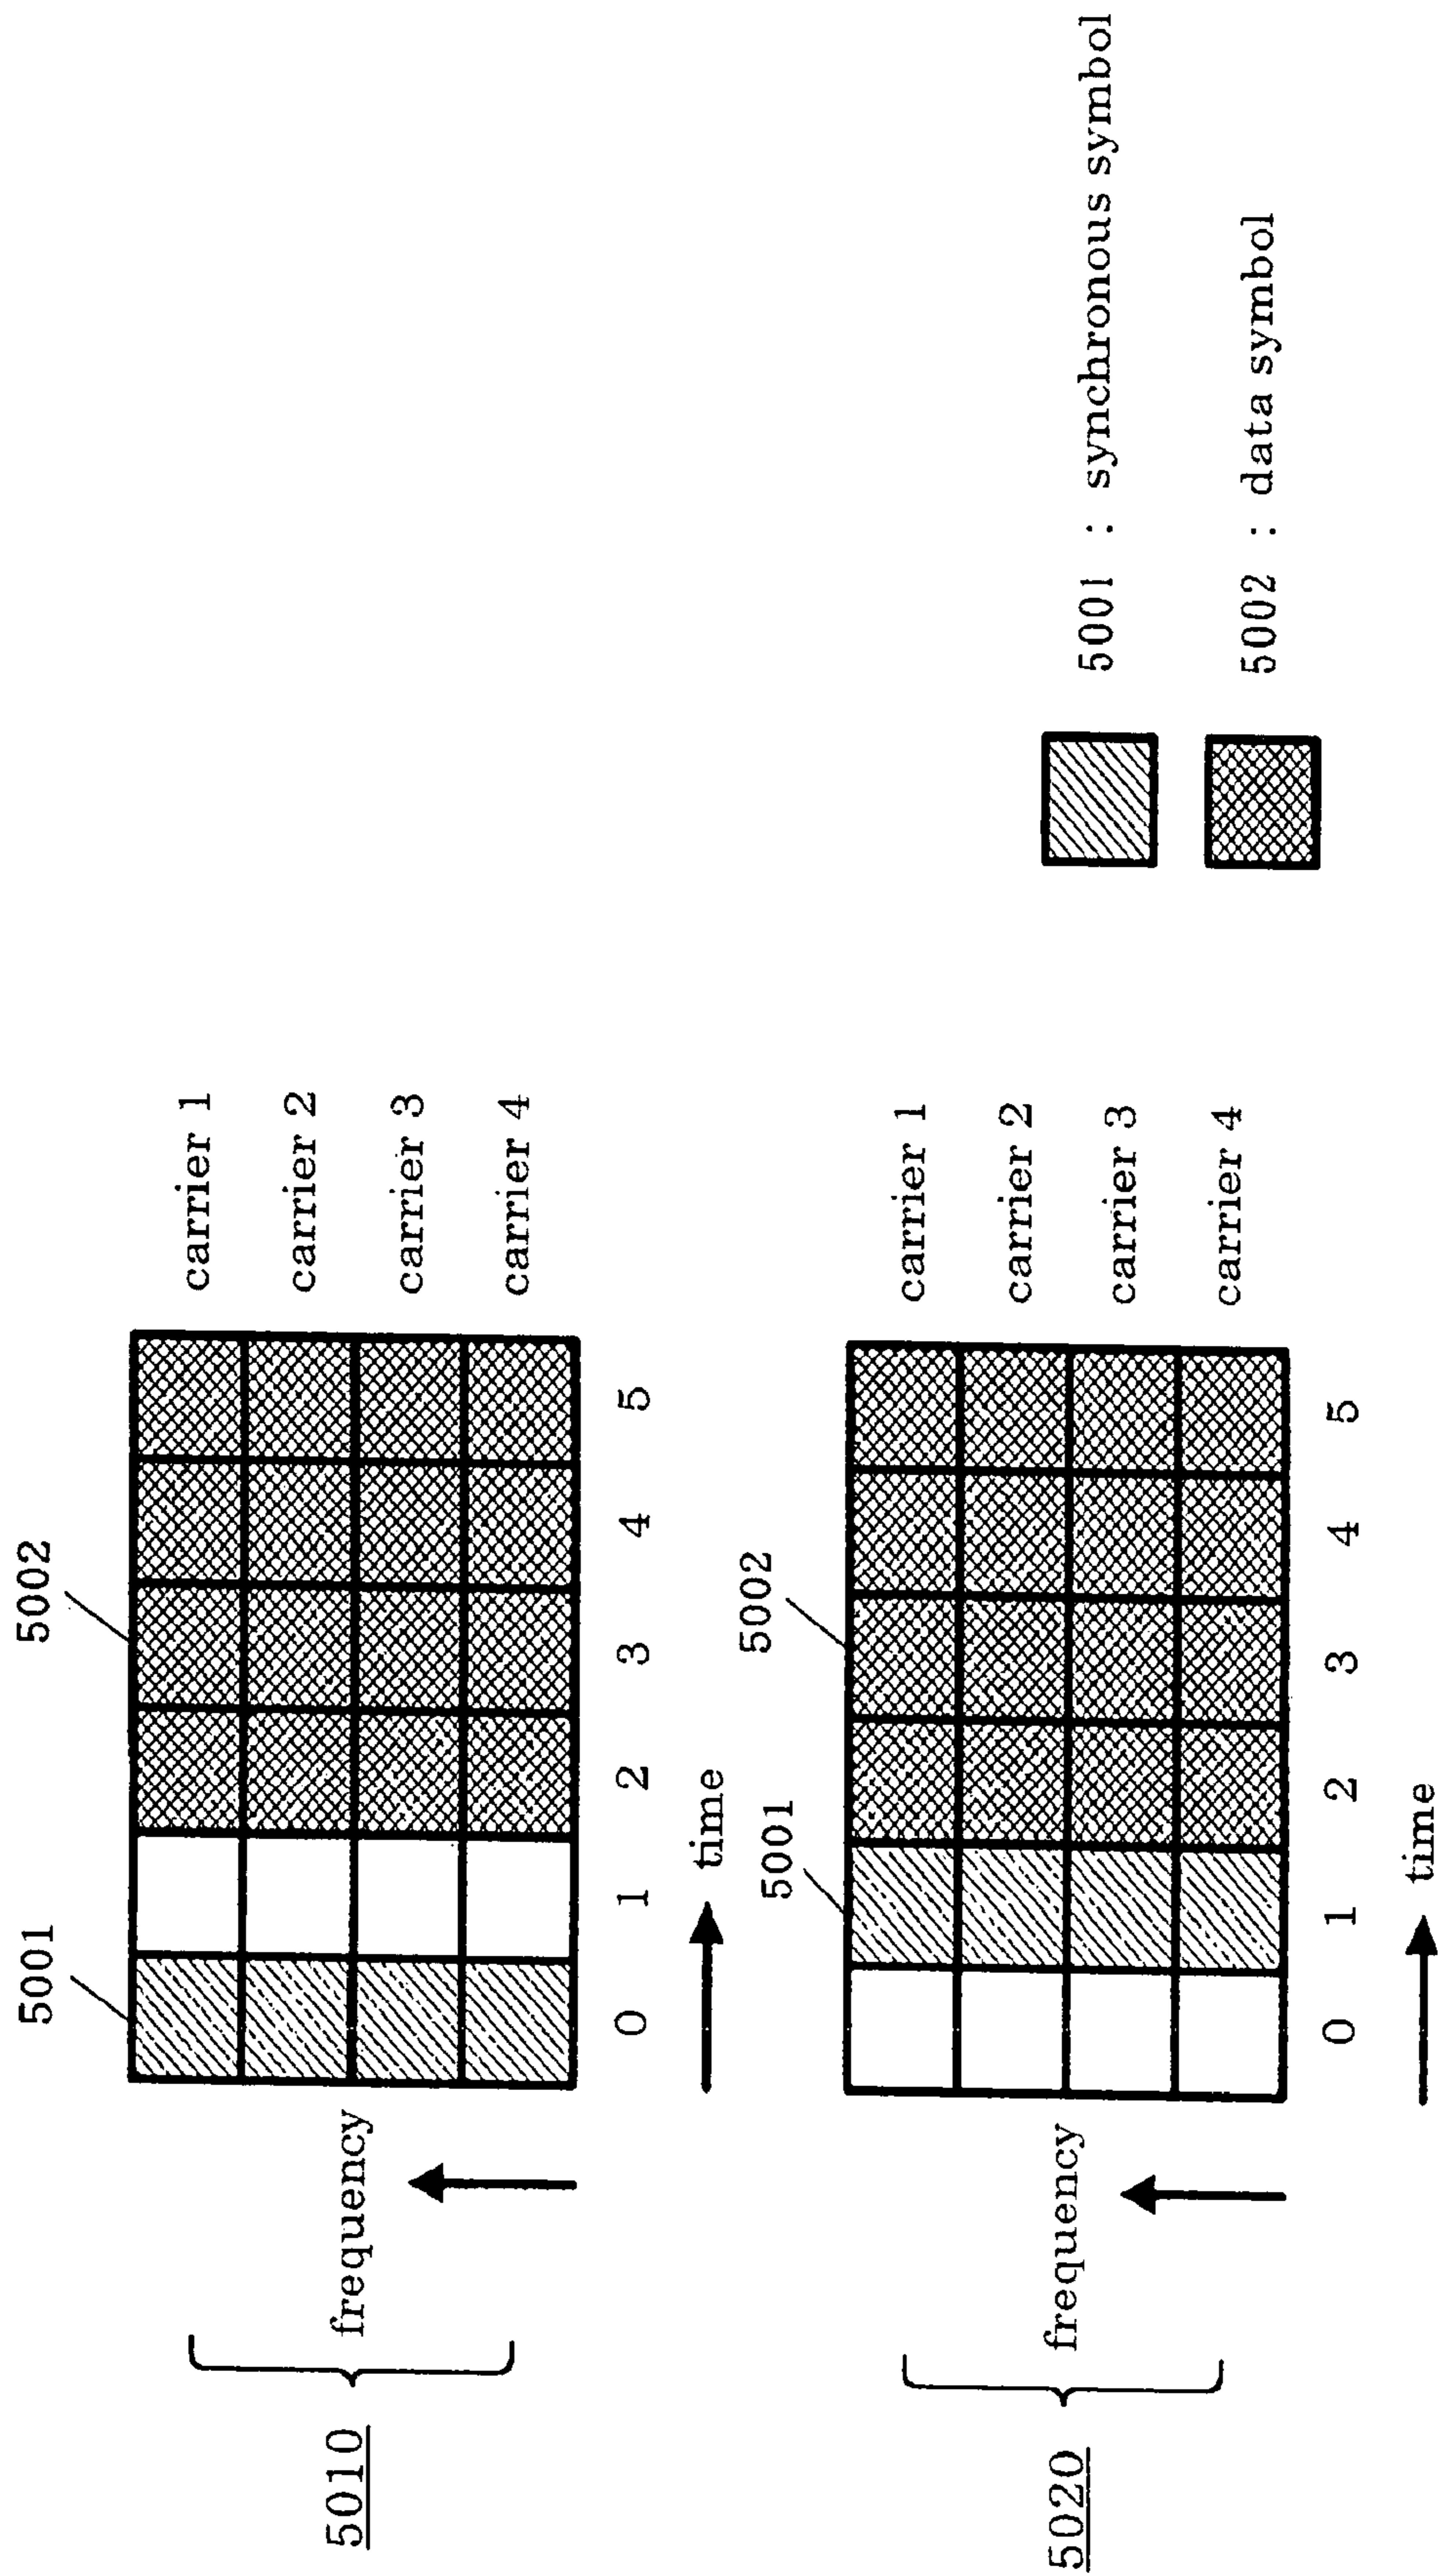 5001
5002
carrier 1
carrier 2
carrier 3
carrier 4
5010
frequency
0 1 2 3 4 5
time
5001
5002
carrier 1
carrier 2
carrier 3
carrier 4
5020
frequency
0 1 2 3 4 5
time
5001 : synchronous symbol
5002 : data symbol